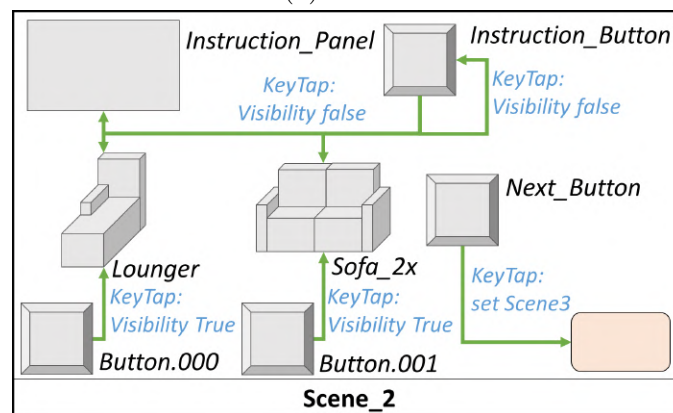 Instruction_Panel
Instruction_Button
KeyTap:
Visibility false
KeyTap:
Visibility false
Next_Button
Lounger
Sofa_2x
KeyTap:
Visibility True
KeyTap:
Visibility True
KeyTap:
set Scene3
Button.000
Button.001
Scene_2